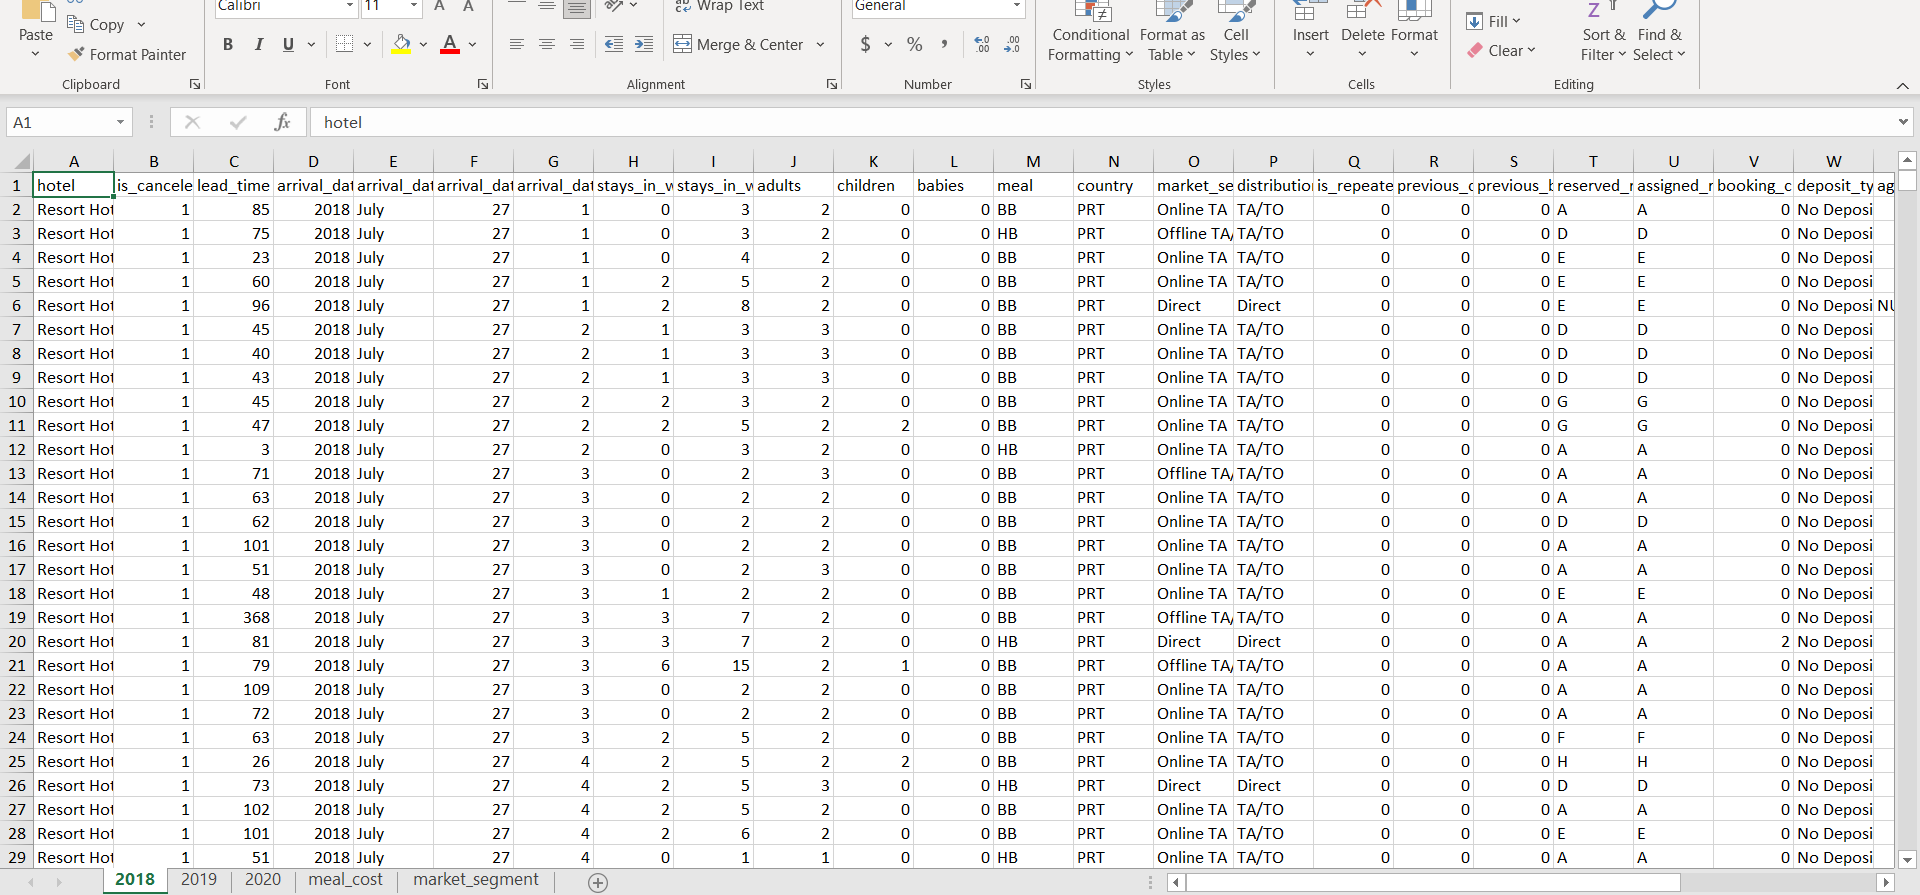 Calibri 11 A A Wrap Text General
Paste Copy Format Painter B I U A Merge & Center $ % , Conditional Formatting Format as Table Cell Styles Insert Delete Format Fill Clear Sort & Filter Find & Select
Clipboard Font Alignment Number Styles Cells Editing
A1 fx hotel
A B C D E F G H I J K L M N O P Q R S T U V W
1 hotel is_cancele lead_time arrival_dat arrival_dat arrival_dat arrival_dat stays_in_w stays_in_w adults children babies meal country market_se distribution is_repeate previous_c previous_b reserved_r assigned_r booking_c deposit_ty ag
2 Resort Hot 1 85 2018 July 27 1 0 3 2 0 0 BB PRT Online TA TA/TO 0 0 0 A A 0 No Deposi
3 Resort Hot 1 75 2018 July 27 1 0 3 2 0 0 HB PRT Offline TA/ TA/TO 0 0 0 D D 0 No Deposi
4 Resort Hot 1 23 2018 July 27 1 0 4 2 0 0 BB PRT Online TA TA/TO 0 0 0 E E 0 No Deposi
5 Resort Hot 1 60 2018 July 27 1 2 5 2 0 0 BB PRT Online TA TA/TO 0 0 0 E E 0 No Deposi
6 Resort Hot 1 96 2018 July 27 1 2 8 2 0 0 BB PRT Direct Direct 0 0 0 E E 0 No Deposi NU
7 Resort Hot 1 45 2018 July 27 2 1 3 3 0 0 BB PRT Online TA TA/TO 0 0 0 D D 0 No Deposi
8 Resort Hot 1 40 2018 July 27 2 1 3 3 0 0 BB PRT Online TA TA/TO 0 0 0 D D 0 No Deposi
9 Resort Hot 1 43 2018 July 27 2 1 3 3 0 0 BB PRT Online TA TA/TO 0 0 0 D D 0 No Deposi
10 Resort Hot 1 45 2018 July 27 2 2 3 2 0 0 BB PRT Online TA TA/TO 0 0 0 G G 0 No Deposi
11 Resort Hot 1 47 2018 July 27 2 2 5 2 2 0 BB PRT Online TA TA/TO 0 0 0 G G 0 No Deposi
12 Resort Hot 1 3 2018 July 27 2 0 3 2 0 0 HB PRT Online TA TA/TO 0 0 0 A A 0 No Deposi
13 Resort Hot 1 71 2018 July 27 3 0 2 3 0 0 BB PRT Offline TA/ TA/TO 0 0 0 A A 0 No Deposi
14 Resort Hot 1 63 2018 July 27 3 0 2 2 0 0 BB PRT Online TA TA/TO 0 0 0 A A 0 No Deposi
15 Resort Hot 1 62 2018 July 27 3 0 2 2 0 0 BB PRT Online TA TA/TO 0 0 0 D D 0 No Deposi
16 Resort Hot 1 101 2018 July 27 3 0 2 2 0 0 BB PRT Online TA TA/TO 0 0 0 A A 0 No Deposi
17 Resort Hot 1 51 2018 July 27 3 0 2 3 0 0 BB PRT Online TA TA/TO 0 0 0 A A 0 No Deposi
18 Resort Hot 1 48 2018 July 27 3 1 2 2 0 0 BB PRT Online TA TA/TO 0 0 0 E E 0 No Deposi
19 Resort Hot 1 368 2018 July 27 3 3 7 2 0 0 BB PRT Offline TA/ TA/TO 0 0 0 A A 0 No Deposi
20 Resort Hot 1 81 2018 July 27 3 3 7 2 0 0 HB PRT Direct Direct 0 0 0 A A 2 No Deposi
21 Resort Hot 1 79 2018 July 27 3 6 15 2 1 0 BB PRT Offline TA/ TA/TO 0 0 0 A A 0 No Deposi
22 Resort Hot 1 109 2018 July 27 3 0 2 2 0 0 BB PRT Online TA TA/TO 0 0 0 A A 0 No Deposi
23 Resort Hot 1 72 2018 July 27 3 0 2 2 0 0 BB PRT Online TA TA/TO 0 0 0 A A 0 No Deposi
24 Resort Hot 1 63 2018 July 27 3 2 5 2 0 0 BB PRT Online TA TA/TO 0 0 0 F F 0 No Deposi
25 Resort Hot 1 26 2018 July 27 4 2 5 2 2 0 BB PRT Online TA TA/TO 0 0 0 H H 0 No Deposi
26 Resort Hot 1 73 2018 July 27 4 2 5 3 0 0 HB PRT Direct Direct 0 0 0 D D 0 No Deposi
27 Resort Hot 1 102 2018 July 27 4 2 5 2 0 0 BB PRT Online TA TA/TO 0 0 0 A A 0 No Deposi
28 Resort Hot 1 101 2018 July 27 4 2 6 2 0 0 BB PRT Online TA TA/TO 0 0 0 E E 0 No Deposi
29 Resort Hot 1 51 2018 July 27 4 0 1 1 0 0 HB PRT Online TA TA/TO 0 0 0 A A 0 No Deposi
2018 2019 2020 meal_cost market_segment